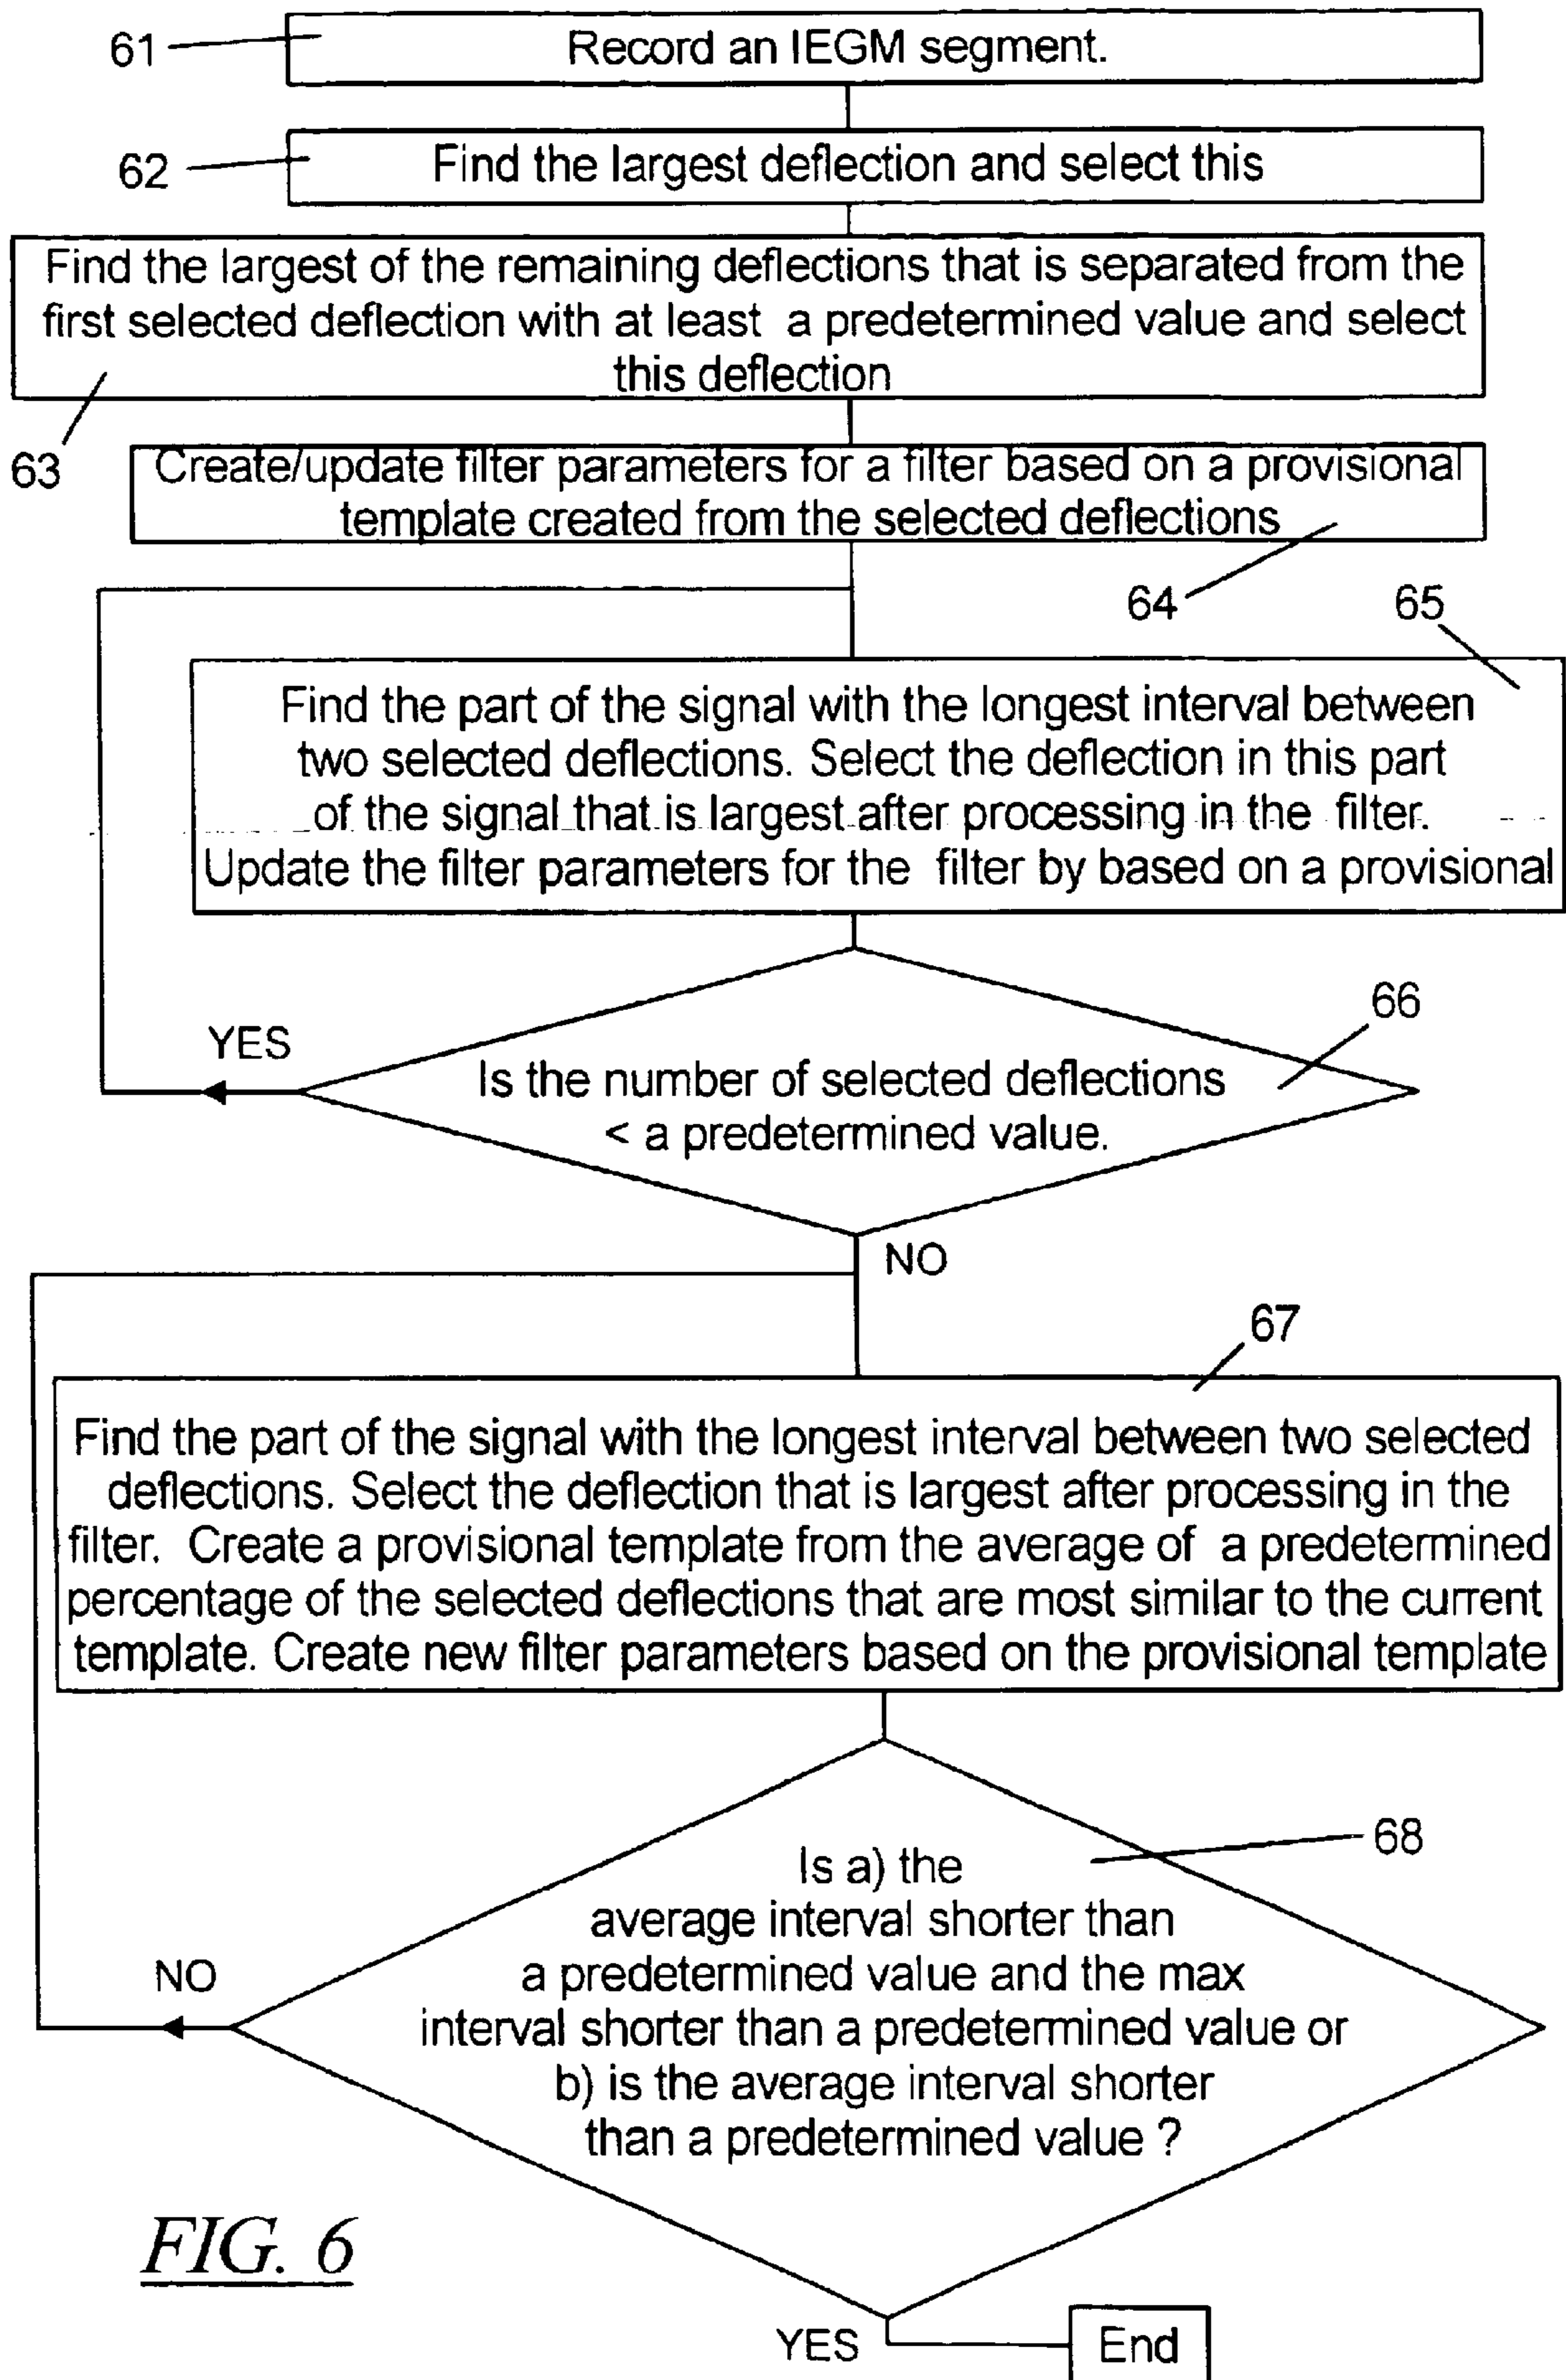 61
Record an IEGM segment.
62
Find the largest deflection and select this
Find the largest of the remaining deflections that is separated from the
first selected deflection with at least a predetermined value and select
this deflection
63
Create/update filter parameters for a filter based on a provisional
template created from the selected deflections
64
65
Find the part of the signal with the longest interval between
two selected deflections. Select the deflection in this part
of the signal that is largest after processing in the filter.
Update the filter parameters for the filter by based on a provisional
66
YES
Is the number of selected deflections
< a predetermined value.
NO
67
Find the part of the signal with the longest interval between two selected
deflections. Select the deflection that is largest after processing in the
filter. Create a provisional template from the average of a predetermined
percentage of the selected deflections that are most similar to the current
template. Create new filter parameters based on the provisional template
68
Is a) the
average interval shorter than
a predetermined value and the max
interval shorter than a predetermined value or
b) is the average interval shorter
than a predetermined value ?
NO
FIG. 6
YES
End